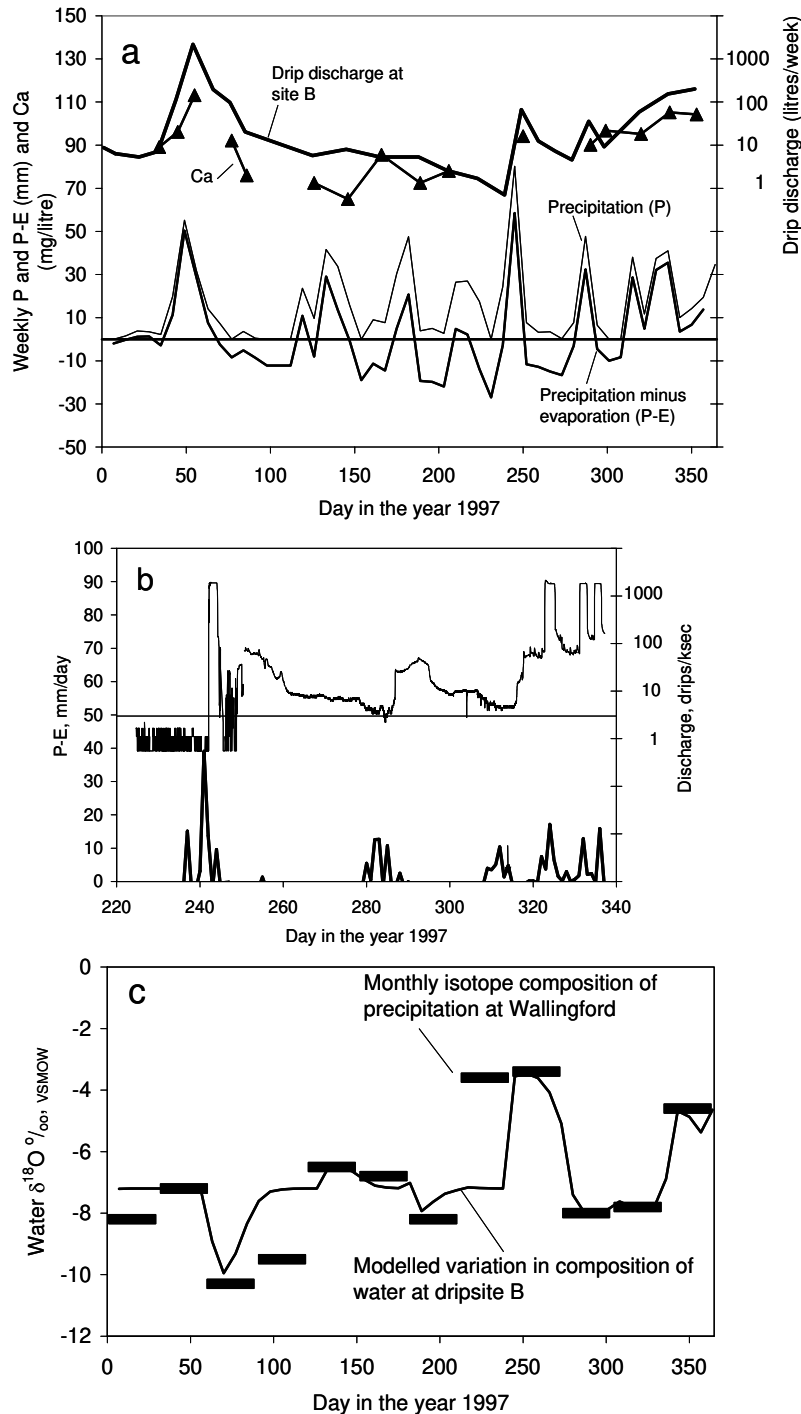 a
Weekly P and P-E (mm) and Ca
(mg/litre)
150
130
110
90
70
50
30
10
-10
-30
-50
Drip discharge at
site B
Ca
Precipitation (P)
Precipitation minus
evaporation (P-E)
1000
100
10
1
Drip discharge (litres/week)
0 50 100 150 200 250 300 350
Day in the year 1997
b
P-E, mm/day
100
90
80
70
60
50
40
30
20
10
0
1000
100
10
1
Discharge, drips/ksec
220 240 260 280 300 320 340
Day in the year 1997
c
Water δ¹⁸O ⁰/₀₀, VSMOW
0
-2
-4
-6
-8
-10
-12
Monthly isotope composition of
precipitation at Wallingford
Modelled variation in composition of
water at dripsite B
0 50 100 150 200 250 300 350
Day in the year 1997